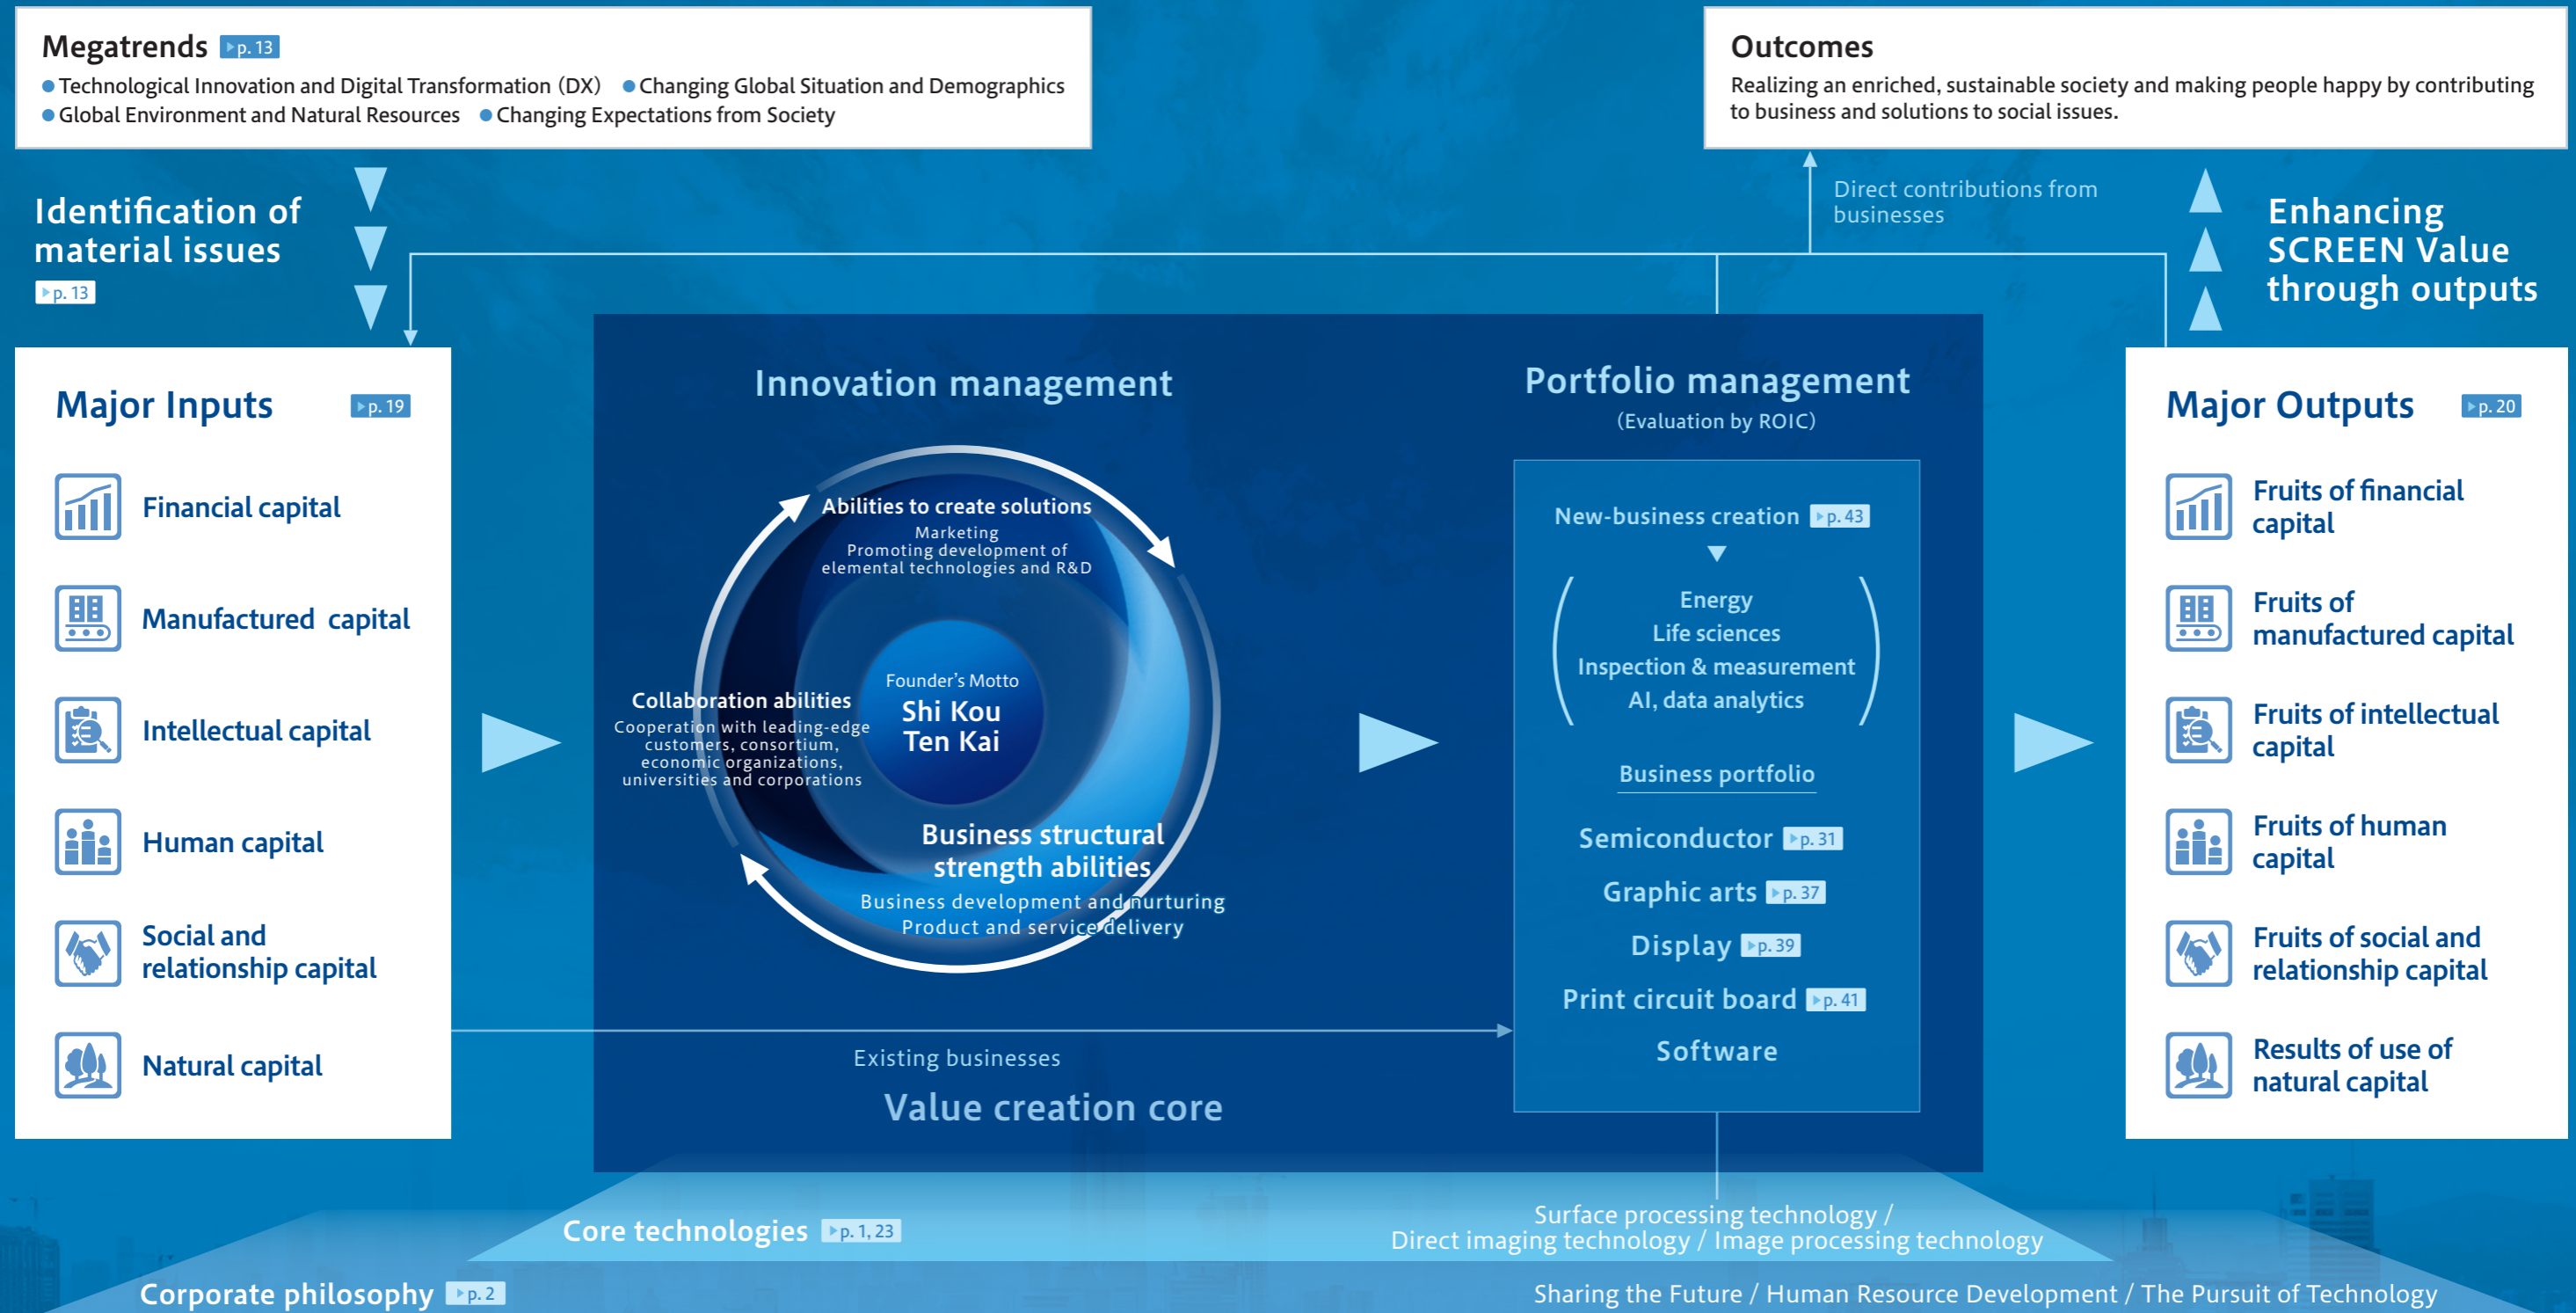 Megatrends ▶p. 13
● Technological Innovation and Digital Transformation (DX) ● Changing Global Situation and Demographics
● Global Environment and Natural Resources ● Changing Expectations from Society
Outcomes
Realizing an enriched, sustainable society and making people happy by contributing
to business and solutions to social issues.
Identification of
material issues
▶p. 13
Direct contributions from
businesses
Enhancing
SCREEN Value
through outputs
Major Inputs ▶p. 19
Financial capital
Manufactured capital
Intellectual capital
Human capital
Social and
relationship capital
Natural capital
Innovation management
Abilities to create solutions
Marketing
Promoting development of
elemental technologies and R&D
Collaboration abilities
Cooperation with leading-edge
customers, consortium,
economic organizations,
universities and corporations
Founder's Motto
Shi Kou
Ten Kai
Business structural
strength abilities
Business development and nurturing
Product and service delivery
Existing businesses
Value creation core
Portfolio management
(Evaluation by ROIC)
New-business creation ▶p. 43
Energy
Life sciences
Inspection & measurement
AI, data analytics
Business portfolio
Semiconductor ▶p. 31
Graphic arts ▶p. 37
Display ▶p. 39
Print circuit board ▶p. 41
Software
Major Outputs ▶p. 20
Fruits of financial
capital
Fruits of
manufactured capital
Fruits of intellectual
capital
Fruits of human
capital
Fruits of social and
relationship capital
Results of use of
natural capital
Core technologies ▶p. 1, 23
Surface processing technology /
Direct imaging technology / Image processing technology
Corporate philosophy ▶p. 2
Sharing the Future / Human Resource Development / The Pursuit of Technology